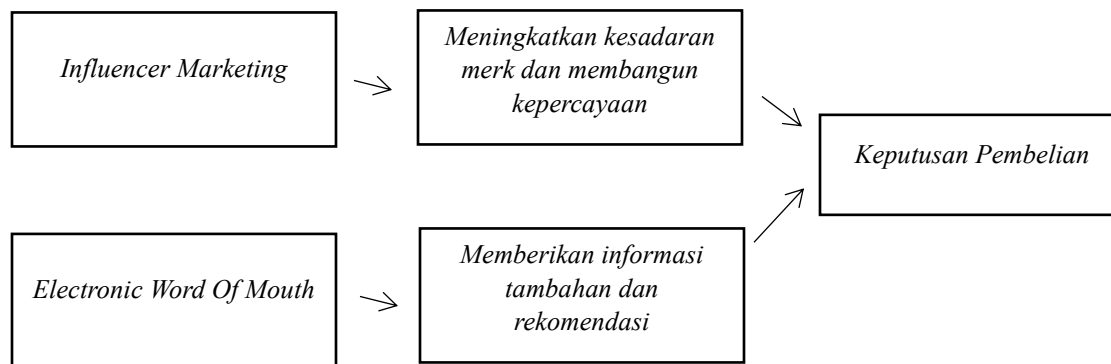 Influencer Marketing
Meningkatkan kesadaran
merk dan membangun
kepercayaan
Keputusan Pembelian
Electronic Word Of Mouth
Memberikan informasi
tambahan dan
rekomendasi